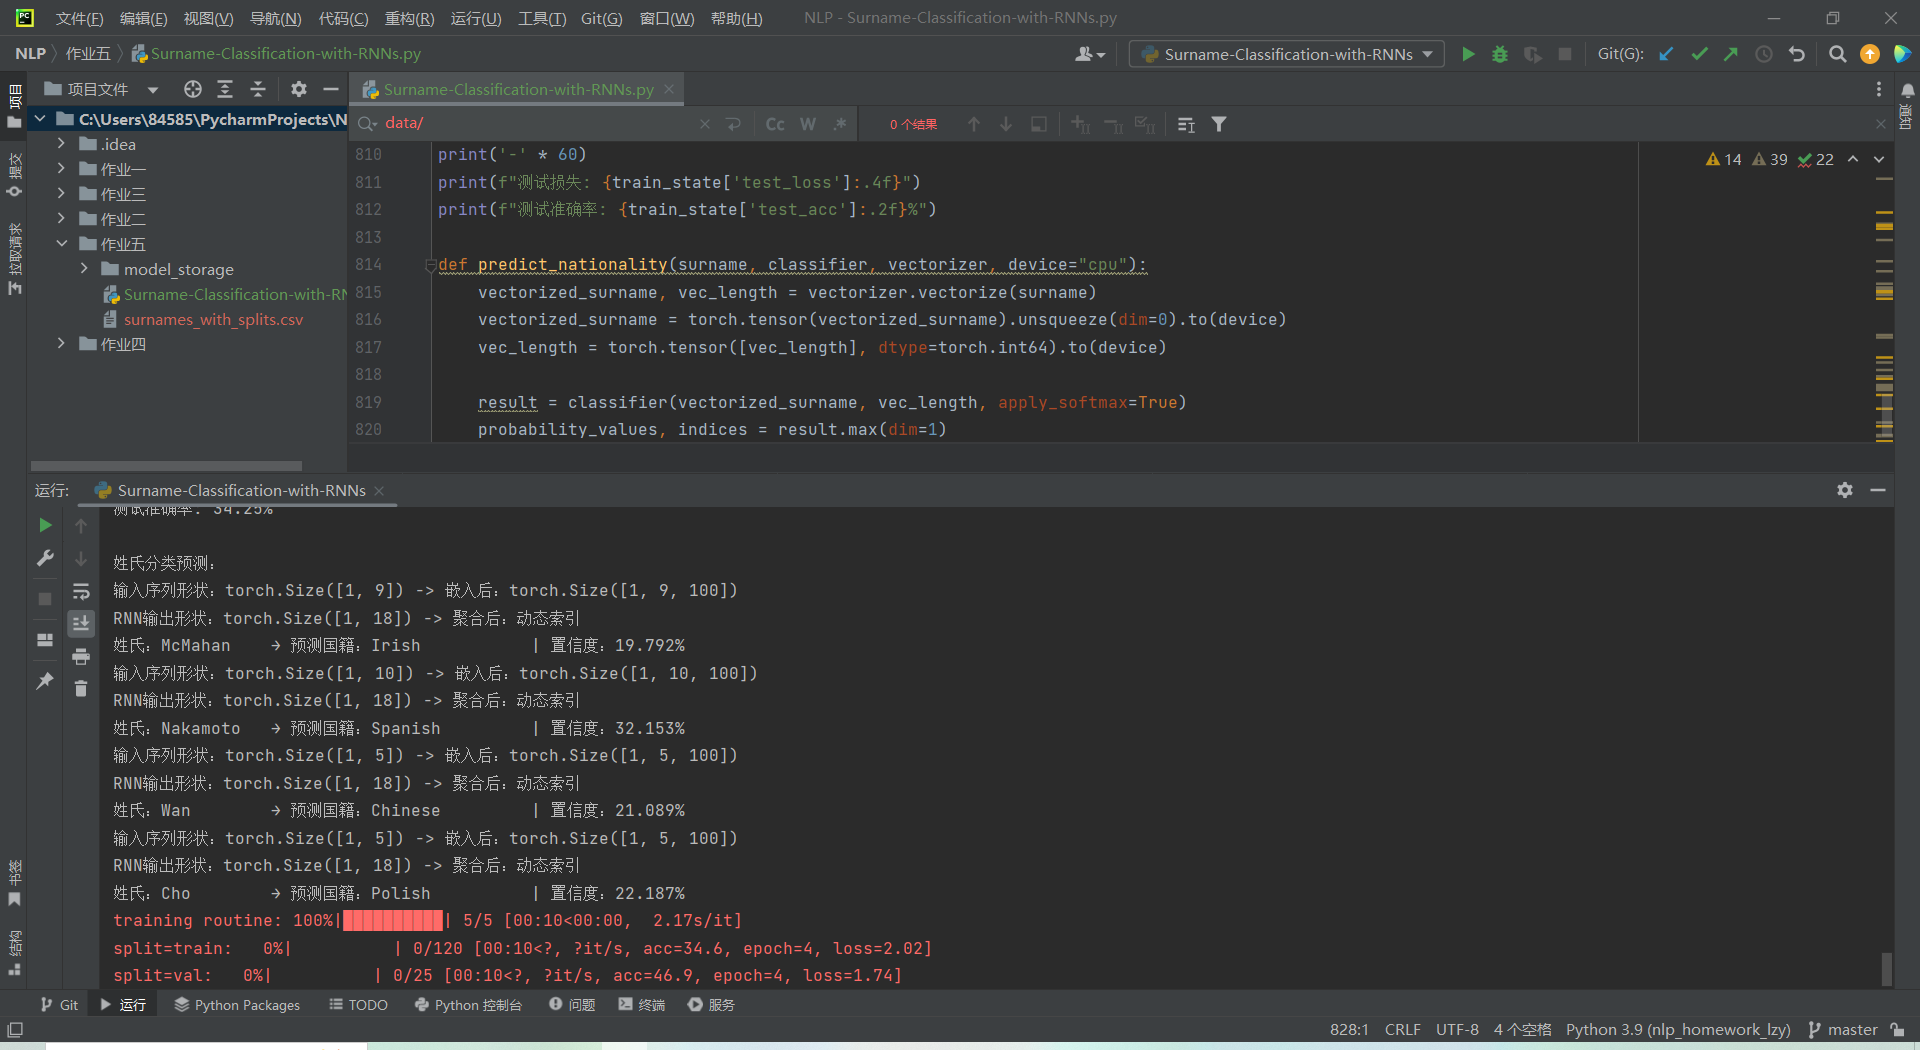 PC 文件(F) 编辑(E) 视图(V) 导航(N) 代码(C) 重构(R) 运行(U) 工具(T) Git(G) 窗口(W) 帮助(H) NLP - Surname-Classification-with-RNNs.py
NLP 作业五 Surname-Classification-with-RNNs.py Surname-Classification-with-RNNs Git(G):
项目
提交
拉取请求
书签
结构
通知
项目文件
C:\Users\84585\PycharmProjects\N
.idea
作业一
作业三
作业二
作业五
model_storage
Surname-Classification-with-RN
surnames_with_splits.csv
作业四
Surname-Classification-with-RNNs.py
data/ Cc W .* 0 个结果
14 39 22
810 print('-' * 60)
811 print(f"测试损失: {train_state['test_loss']:.4f}")
812 print(f"测试准确率: {train_state['test_acc']:.2f}%")
813
814 def predict_nationality(surname, classifier, vectorizer, device="cpu"):
815 vectorized_surname, vec_length = vectorizer.vectorize(surname)
816 vectorized_surname = torch.tensor(vectorized_surname).unsqueeze(dim=0).to(device)
817 vec_length = torch.tensor([vec_length], dtype=torch.int64).to(device)
818
819 result = classifier(vectorized_surname, vec_length, apply_softmax=True)
820 probability_values, indices = result.max(dim=1)
运行: Surname-Classification-with-RNNs
测试准确率: 34.25%
姓氏分类预测:
输入序列形状: torch.Size([1, 9]) -> 嵌入后: torch.Size([1, 9, 100])
RNN输出形状: torch.Size([1, 18]) -> 聚合后: 动态索引
姓氏: McMahan → 预测国籍: Irish | 置信度: 19.792%
输入序列形状: torch.Size([1, 10]) -> 嵌入后: torch.Size([1, 10, 100])
RNN输出形状: torch.Size([1, 18]) -> 聚合后: 动态索引
姓氏: Nakamoto → 预测国籍: Spanish | 置信度: 32.153%
输入序列形状: torch.Size([1, 5]) -> 嵌入后: torch.Size([1, 5, 100])
RNN输出形状: torch.Size([1, 18]) -> 聚合后: 动态索引
姓氏: Wan → 预测国籍: Chinese | 置信度: 21.089%
输入序列形状: torch.Size([1, 5]) -> 嵌入后: torch.Size([1, 5, 100])
RNN输出形状: torch.Size([1, 18]) -> 聚合后: 动态索引
姓氏: Cho → 预测国籍: Polish | 置信度: 22.187%
training routine: 100%|██████████| 5/5 [00:10<00:00, 2.17s/it]
split=train: 0%| | 0/120 [00:10<?, ?it/s, acc=34.6, epoch=4, loss=2.02]
split=val: 0%| | 0/25 [00:10<?, ?it/s, acc=46.9, epoch=4, loss=1.74]
Git 运行 Python Packages TODO Python 控制台 问题 终端 服务
828:1 CRLF UTF-8 4 个空格 Python 3.9 (nlp_homework_lzy) master